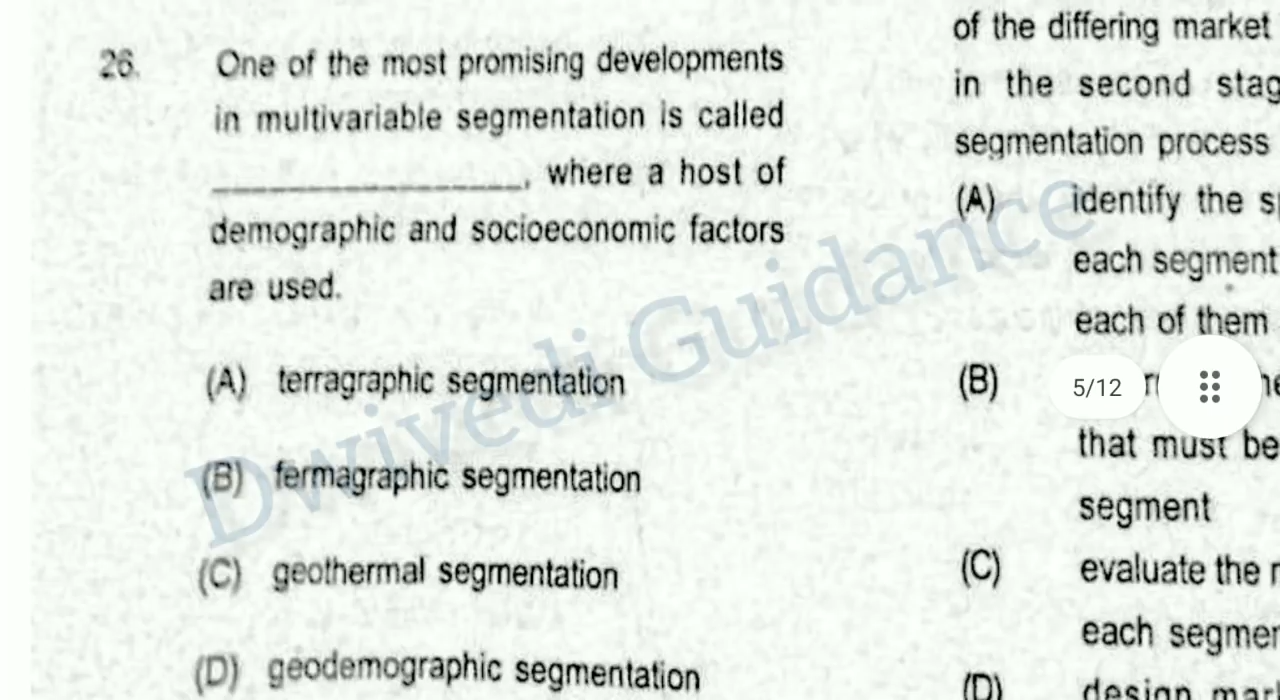 26. One of the most promising developments
in multivariable segmentation is called
____________________, where a host of
demographic and socioeconomic factors
are used.
(A) terragraphic segmentation
(B) fermagraphic segmentation
(C) geothermal segmentation
(D) geodemographic segmentation
of the differing market
in the second stag
segmentation process
(A) identify the s
each segment
each of them
(B)
that must be
segment
(C) evaluate the r
each segmen
(D) design mar
5/12
Dwivedi Guidance